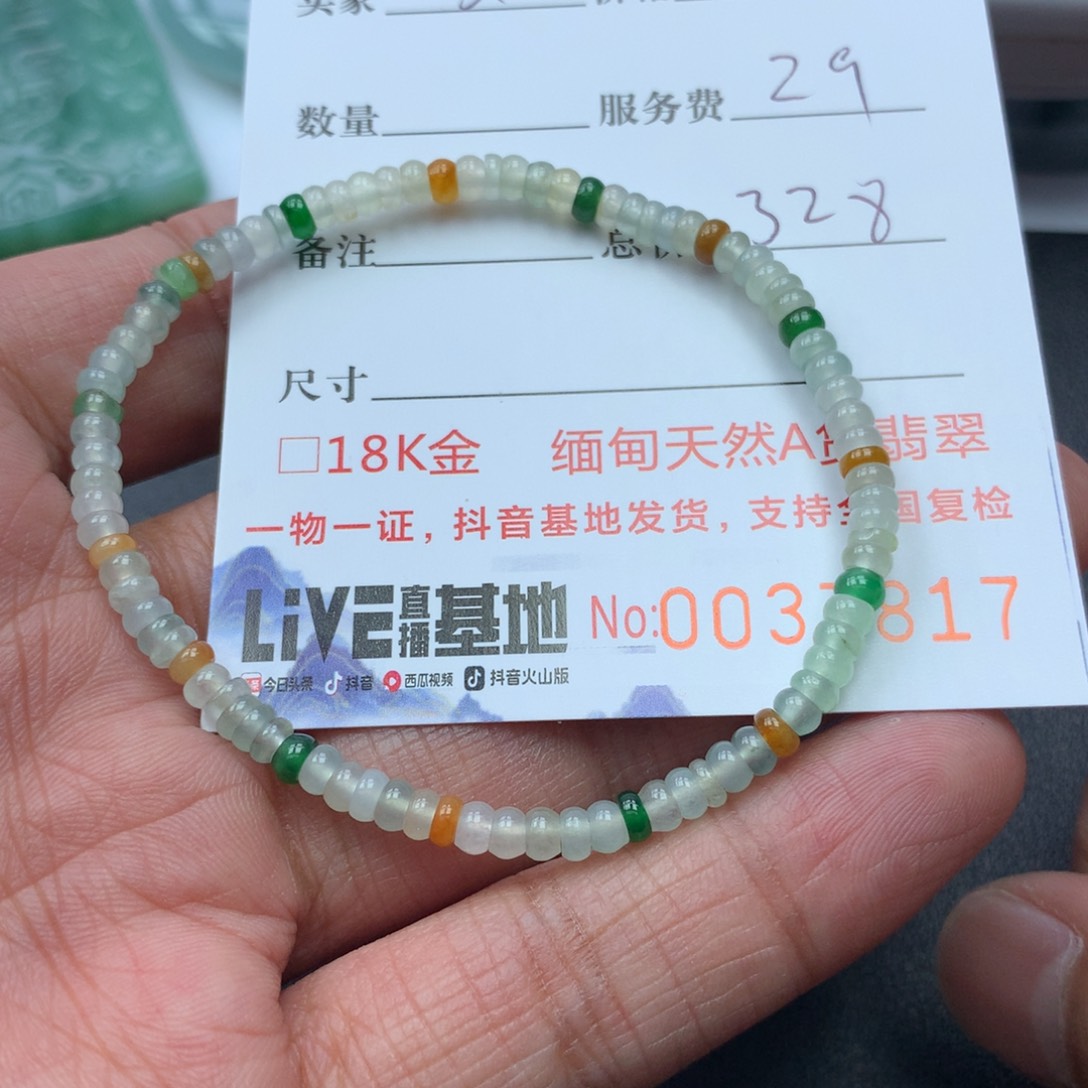 买家
数量 服务费 29
备注 328
尺寸
□18K金 缅甸天然A 翡翠
一物一证，抖音基地发货，支持全国复检
LiVE直播基地 No:003 817
今日头条 抖音 西瓜视频 抖音火山版